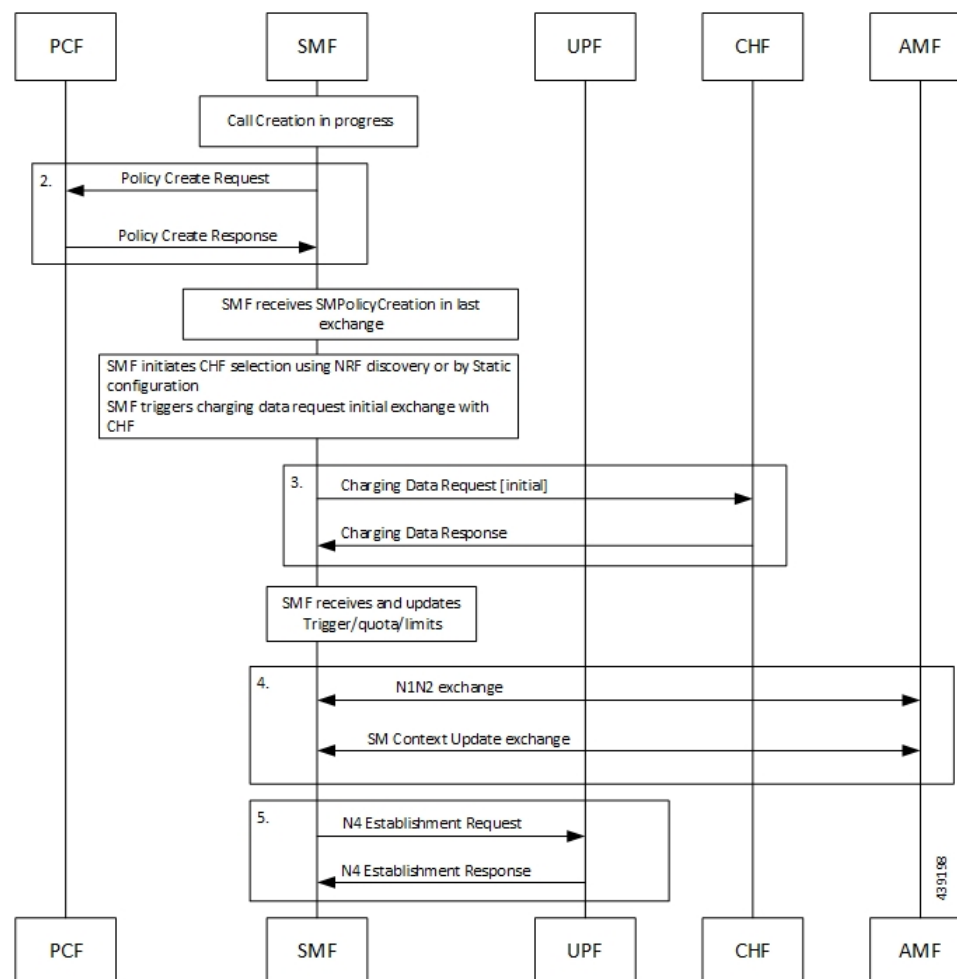 PCF
SMF
UPF
CHF
AMF
Call Creation in progress
2.
Policy Create Request
Policy Create Response
SMF receives SMPolicyCreation in last
exchange
SMF initiates CHF selection using NRF discovery or by Static
configuration
SMF triggers charging data request initial exchange with
CHF
3.
Charging Data Request [initial]
Charging Data Response
SMF receives and updates
Trigger/quota/limits
4.
N1N2 exchange
SM Context Update exchange
5.
N4 Establishment Request
N4 Establishment Response
439198
PCF
SMF
UPF
CHF
AMF